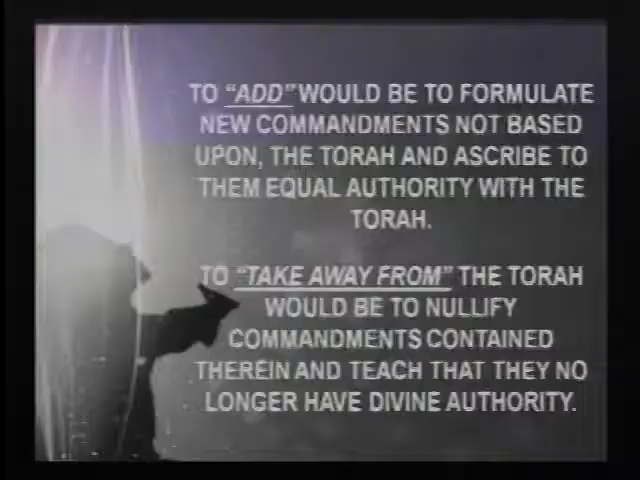 TO “ADD” WOULD BE TO FORMULATE
NEW COMMANDMENTS NOT BASED
UPON, THE TORAH AND ASCRIBE TO
THEM EQUAL AUTHORITY WITH THE
TORAH.
TO “TAKE AWAY FROM” THE TORAH
WOULD BE TO NULLIFY
COMMANDMENTS CONTAINED
THEREIN AND TEACH THAT THEY NO
LONGER HAVE DIVINE AUTHORITY.